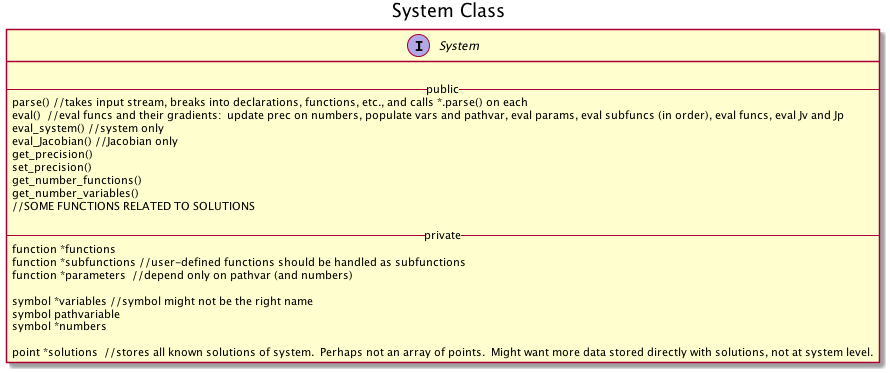 System Class
I System
public
parse() //takes input stream, breaks into declarations, functions, etc., and calls *.parse() on each
eval()  //eval funcs and their gradients:  update prec on numbers, populate vars and pathvar, eval params, eval subfuncs (in order), eval funcs, eval Jv and Jp
eval_system() //system only
eval_Jacobian() //Jacobian only
get_precision()
set_precision()
get_number_functions()
get_number_variables()
//SOME FUNCTIONS RELATED TO SOLUTIONS
private
function *functions
function *subfunctions //user-defined functions should be handled as subfunctions
function *parameters  //depend only on pathvar (and numbers)
symbol *variables //symbol might not be the right name
symbol pathvariable
symbol *numbers
point *solutions  //stores all known solutions of system.  Perhaps not an array of points.  Might want more data stored directly with solutions, not at system level.